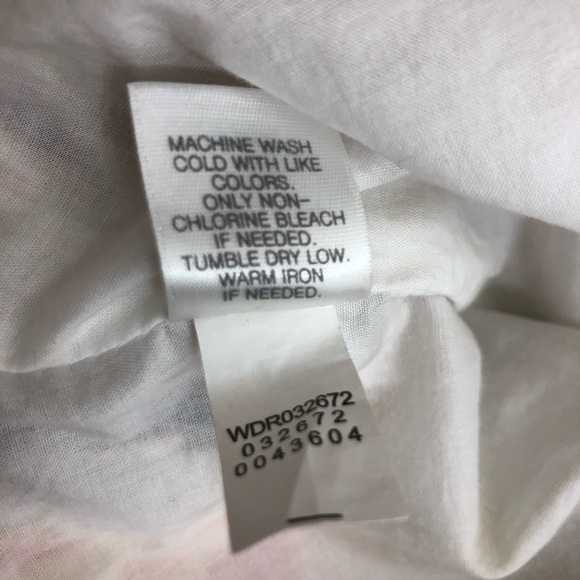 MACHINE WASH
COLD WITH LIKE
COLORS.
ONLY NON-
CHLORINE BLEACH
IF NEEDED.
TUMBLE DRY LOW.
WARM IRON
IF NEEDED.
WDR032672
032672
0043604